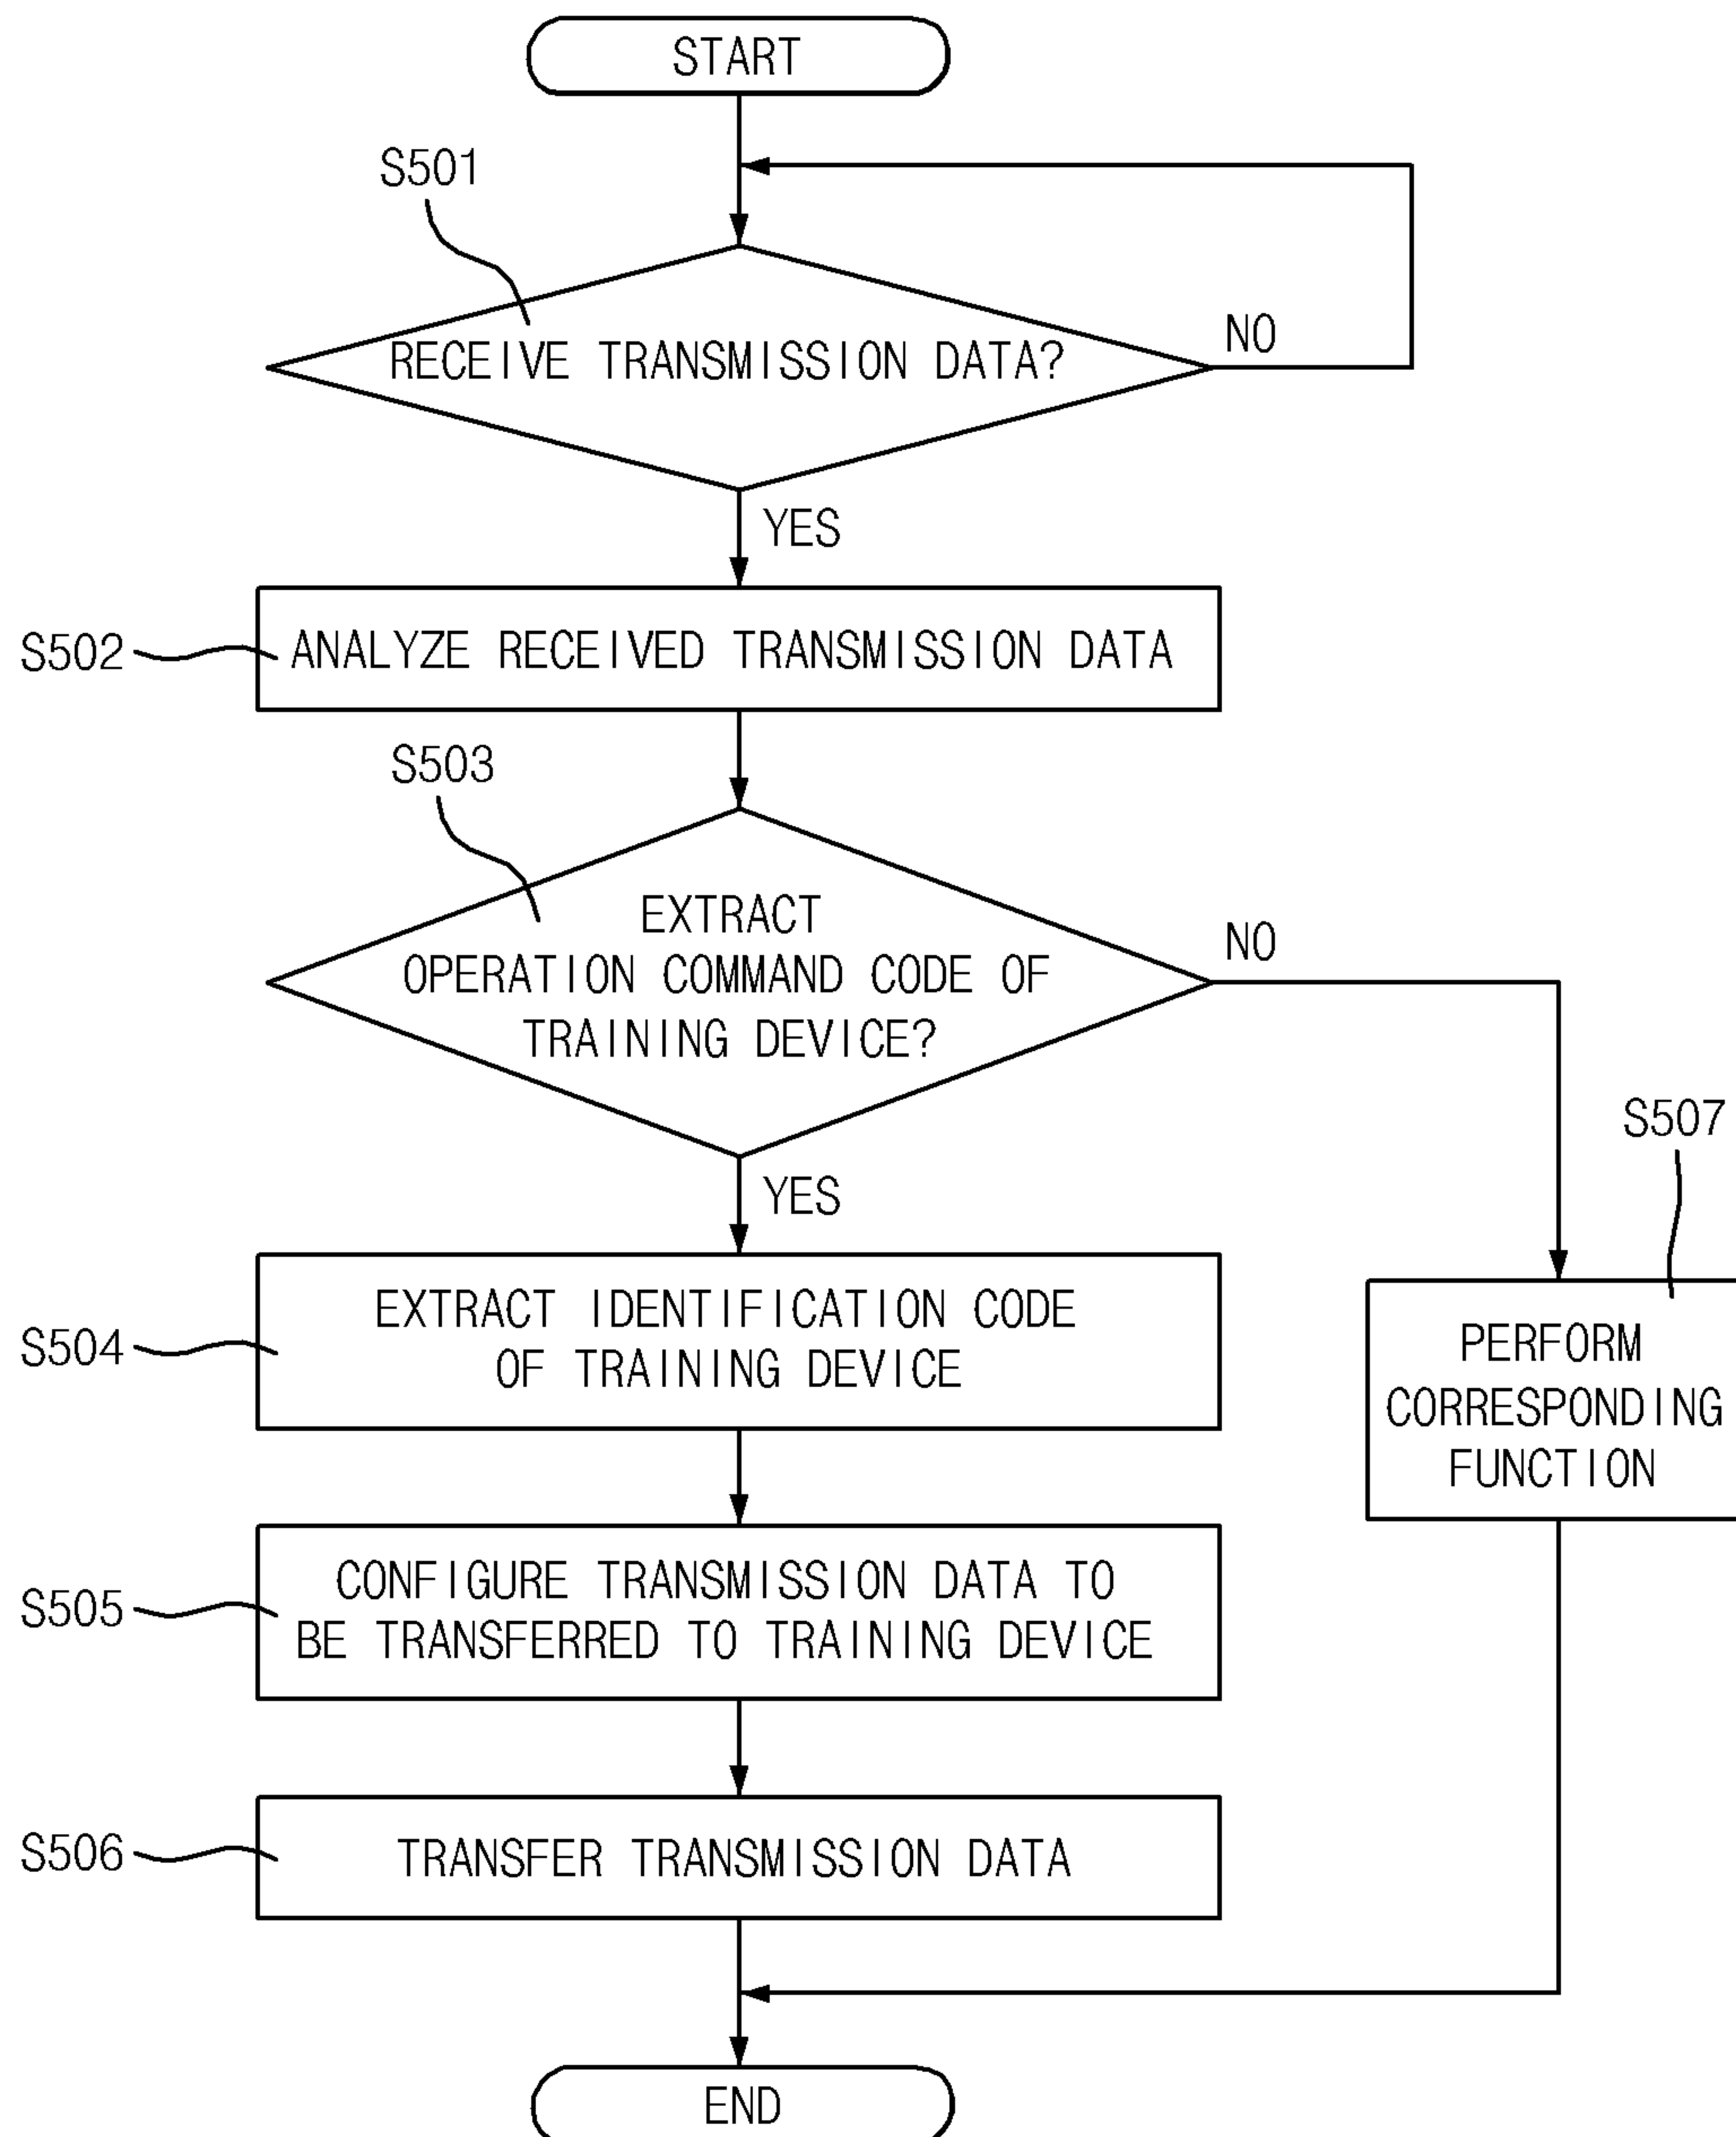 START
S501
RECEIVE TRANSMISSION DATA?
NO
YES
S502
ANALYZE RECEIVED TRANSMISSION DATA
S503
EXTRACT
OPERATION COMMAND CODE OF
TRAINING DEVICE?
NO
YES
S507
S504
EXTRACT IDENTIFICATION CODE
OF TRAINING DEVICE
PERFORM
CORRESPONDING
FUNCTION
S505
CONFIGURE TRANSMISSION DATA TO
BE TRANSFERRED TO TRAINING DEVICE
S506
TRANSFER TRANSMISSION DATA
END